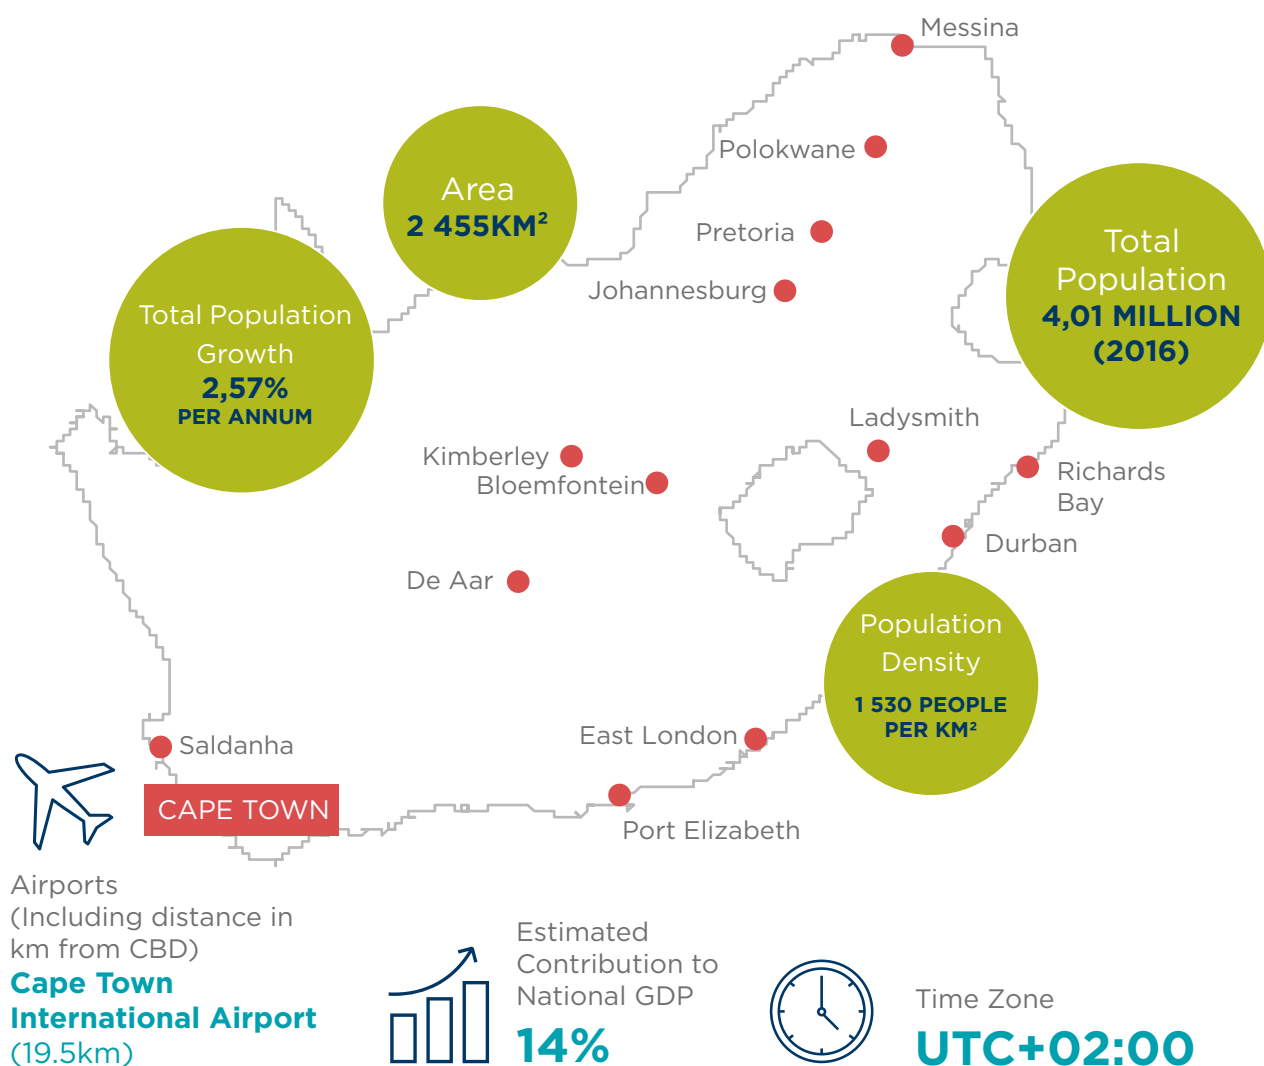 Messina
Polokwane
Area
2 455KM²
Pretoria
Total
Population
4,01 MILLION
(2016)
Johannesburg
Total Population
Growth
2,57%
PER ANNUM
Ladysmith
Kimberley
Bloemfontein
Richards
Bay
Durban
De Aar
Population
Density
1 530 PEOPLE
PER KM²
East London
Saldanha
CAPE TOWN
Port Elizabeth
Airports
(Including distance in
km from CBD)
Cape Town
International Airport
(19.5km)
Estimated
Contribution to
National GDP
14%
Time Zone
UTC+02:00